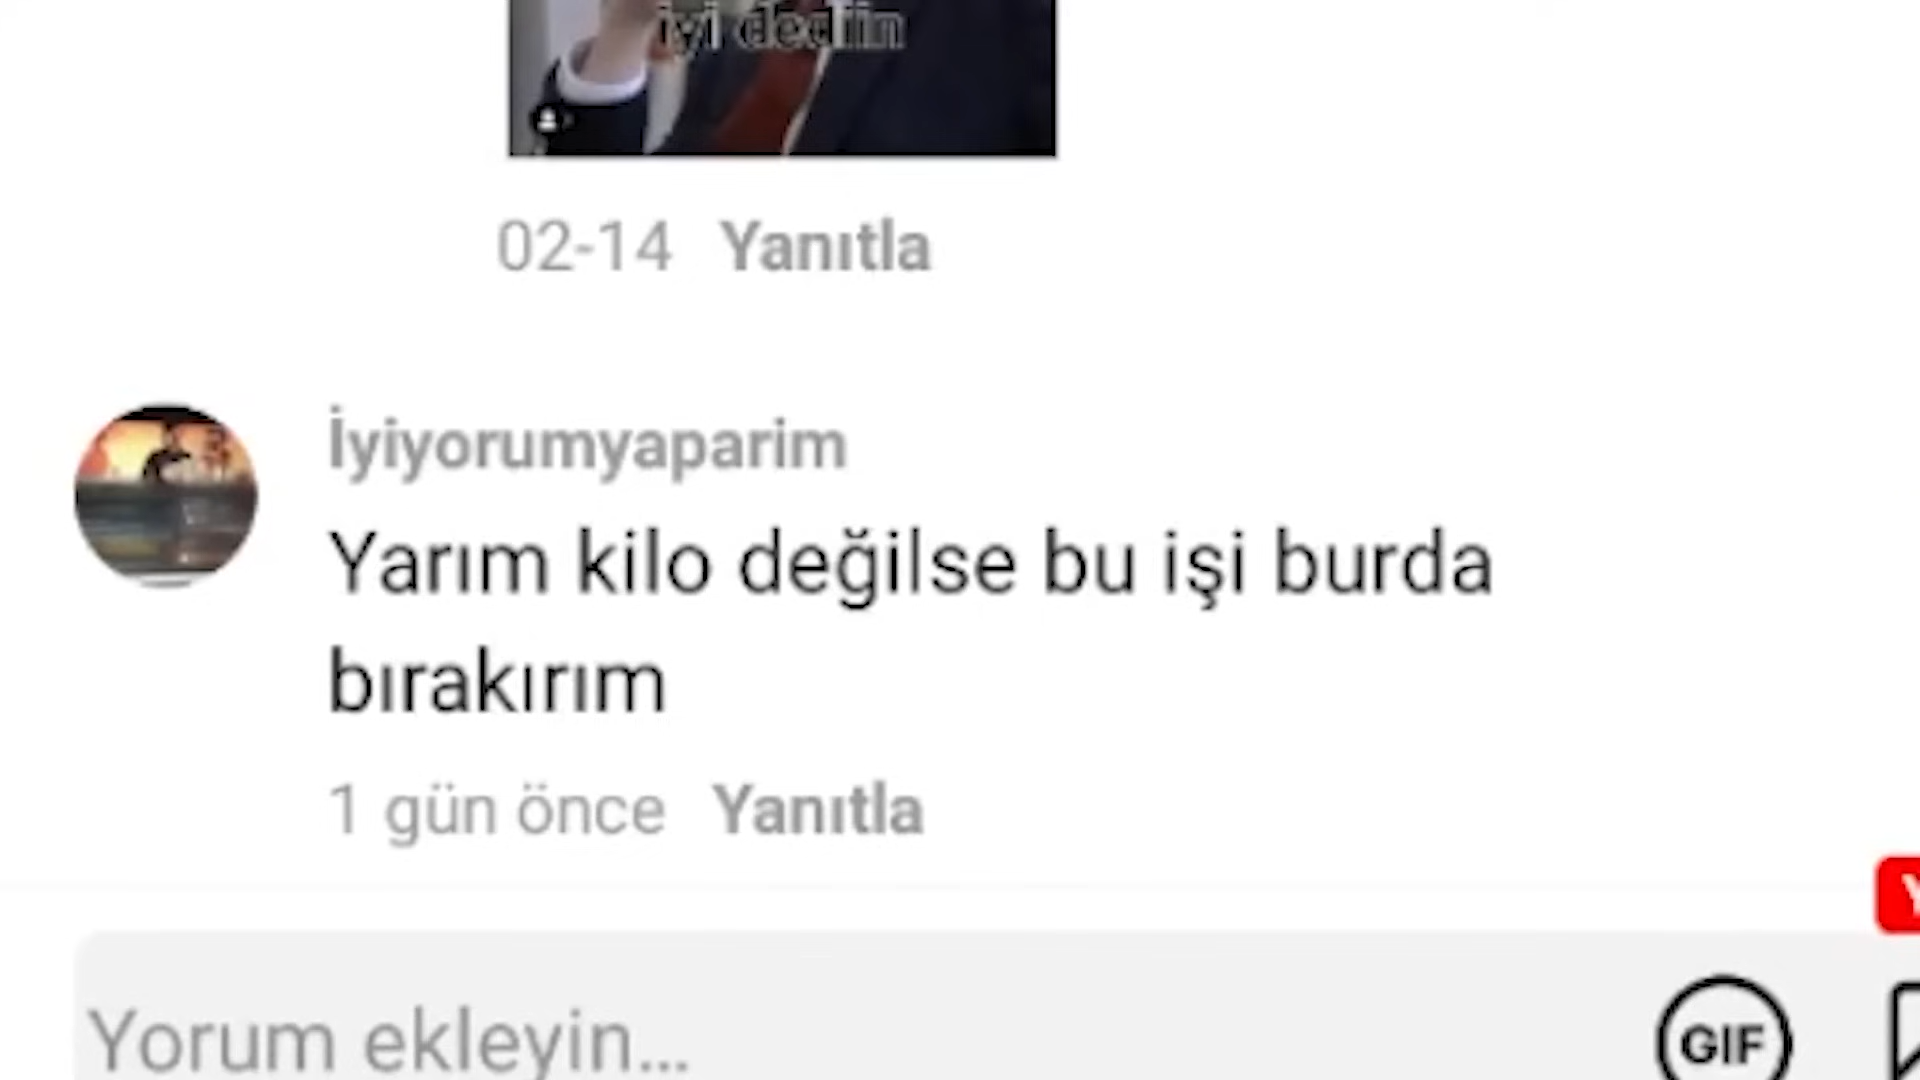 iyi dediin
02-14 Yanıtla
İyiyorumyaparim
Yarım kilo değilse bu işi burda
bırakırım
1 gün önce Yanıtla
Yorum ekleyin...
GIF